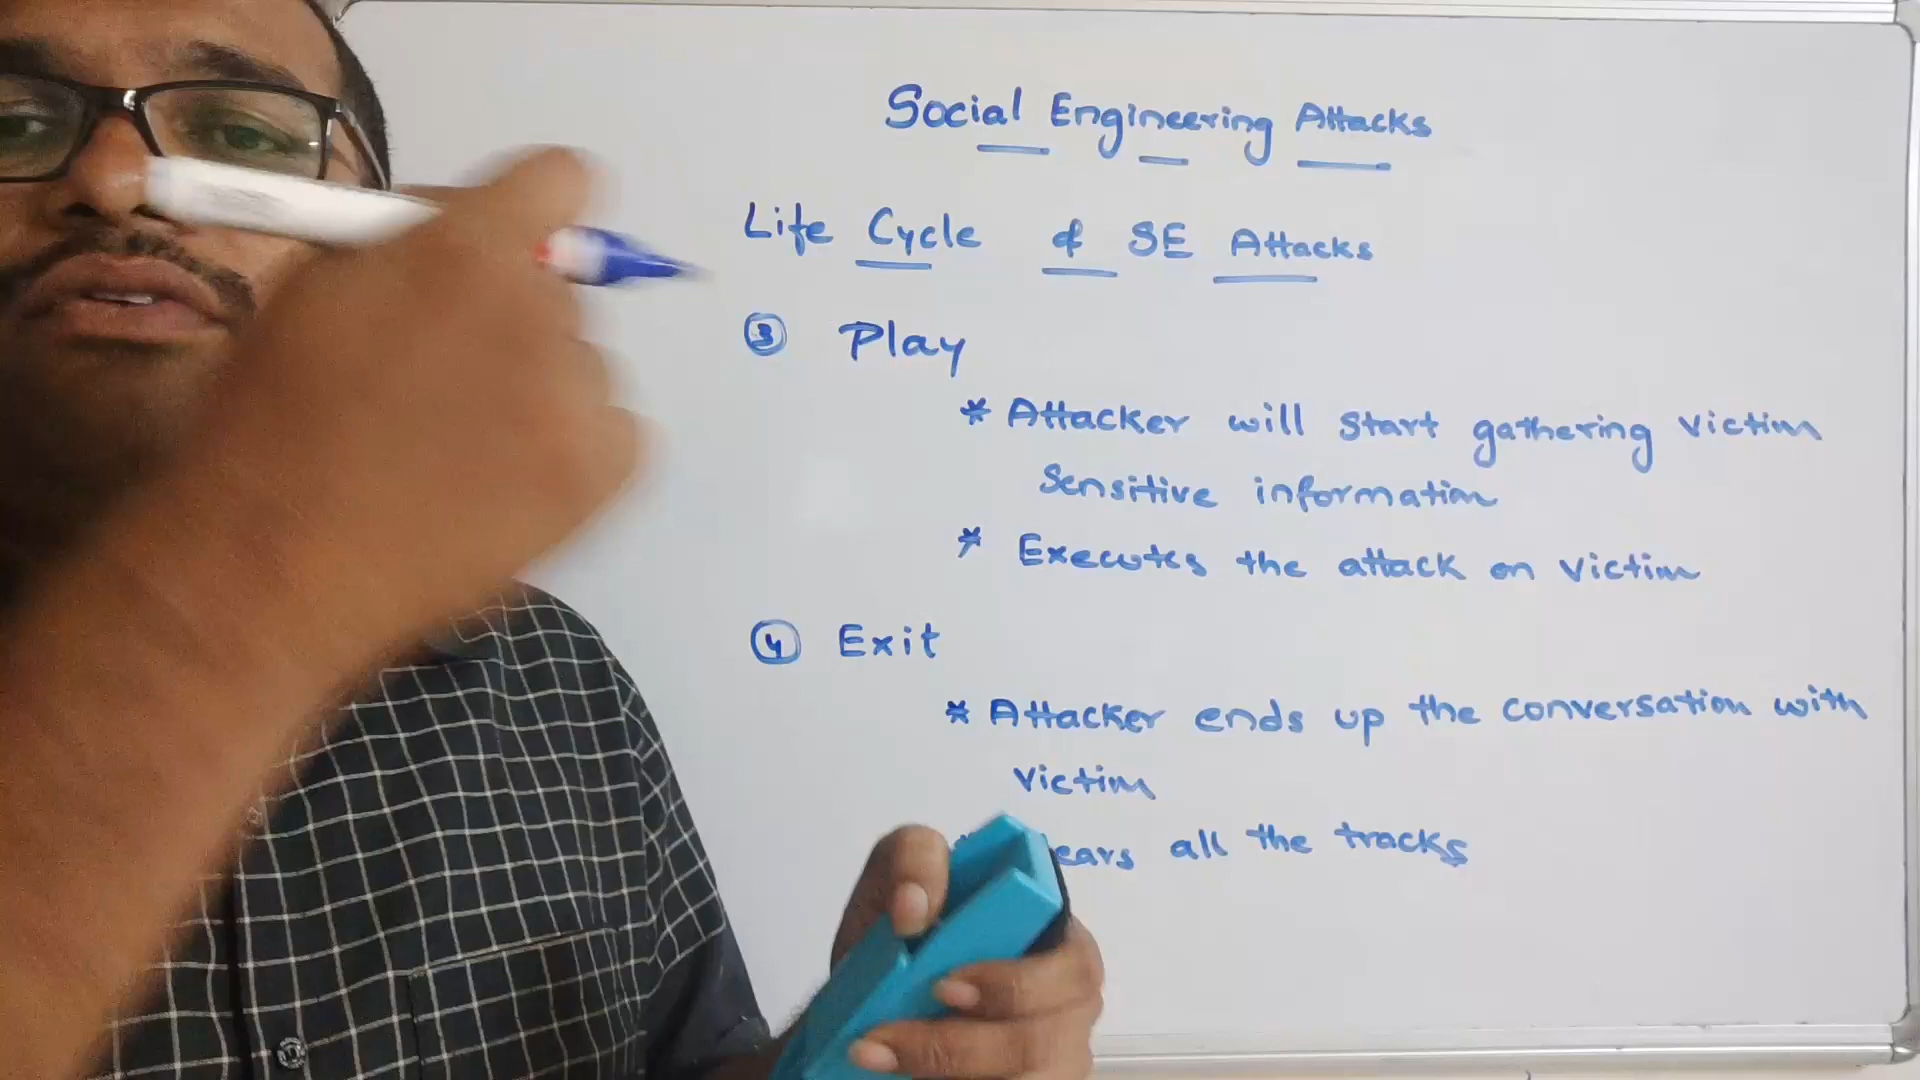 Social Engineering Attacks
Life Cycle of SE Attacks
③ Play
* Attacker will start gathering victim
Sensitive information
* Executes the attack on victim
④ Exit
* Attacker ends up the conversation with
victim
all the tracks